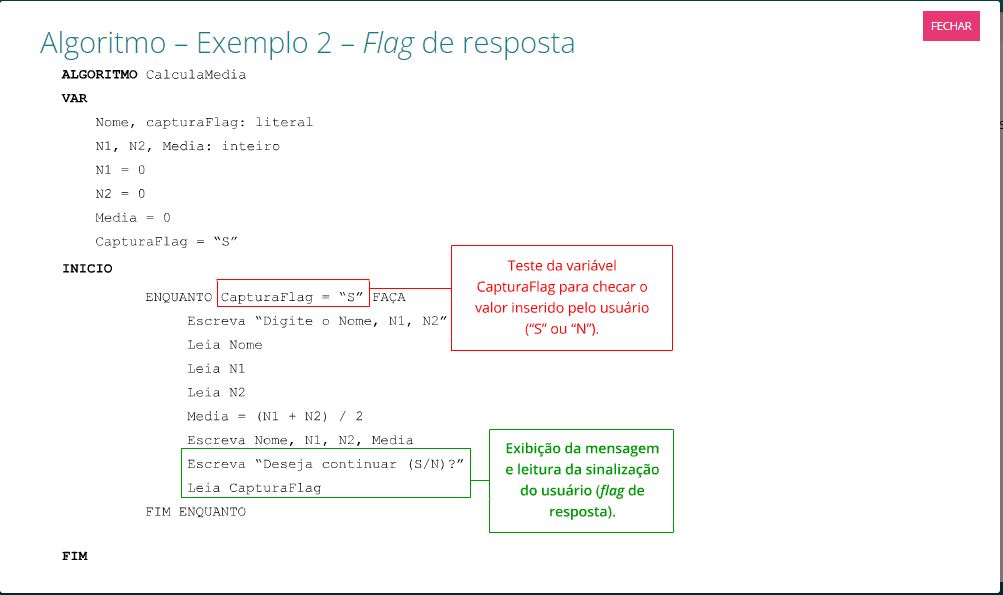 FECHAR
Algoritmo – Exemplo 2 – Flag de resposta
ALGORITMO CalculaMedia
VAR
Nome, capturaFlag: literal
N1, N2, Media: inteiro
N1 = 0
N2 = 0
Media = 0
CapturaFlag = “S”
INICIO
ENQUANTO CapturaFlag = “S” FAÇA
Escreva “Digite o Nome, N1, N2”
Leia Nome
Leia N1
Leia N2
Media = (N1 + N2) / 2
Escreva Nome, N1, N2, Media
Escreva “Deseja continuar (S/N)?”
Leia CapturaFlag
FIM ENQUANTO
FIM
Teste da variável
CapturaFlag para checar o
valor inserido pelo usuário
(“S” ou “N”).
Exibição da mensagem
e leitura da sinalização
do usuário (flag de
resposta).